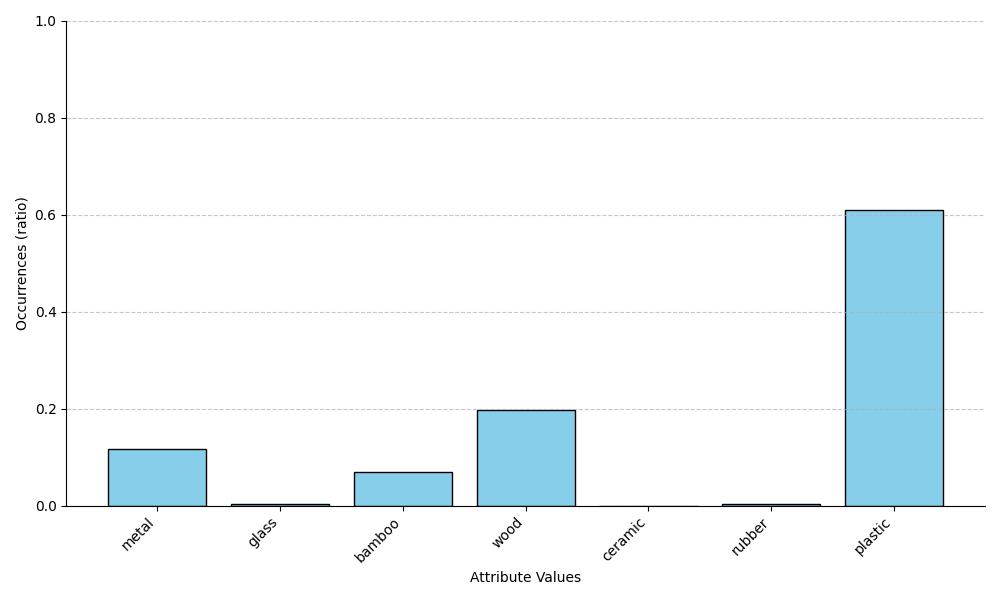 1.0
0.8
0.6
0.4
0.2
0.0
Occurrences (ratio)
metal
glass
bamboo
wood
ceramic
rubber
plastic
Attribute Values